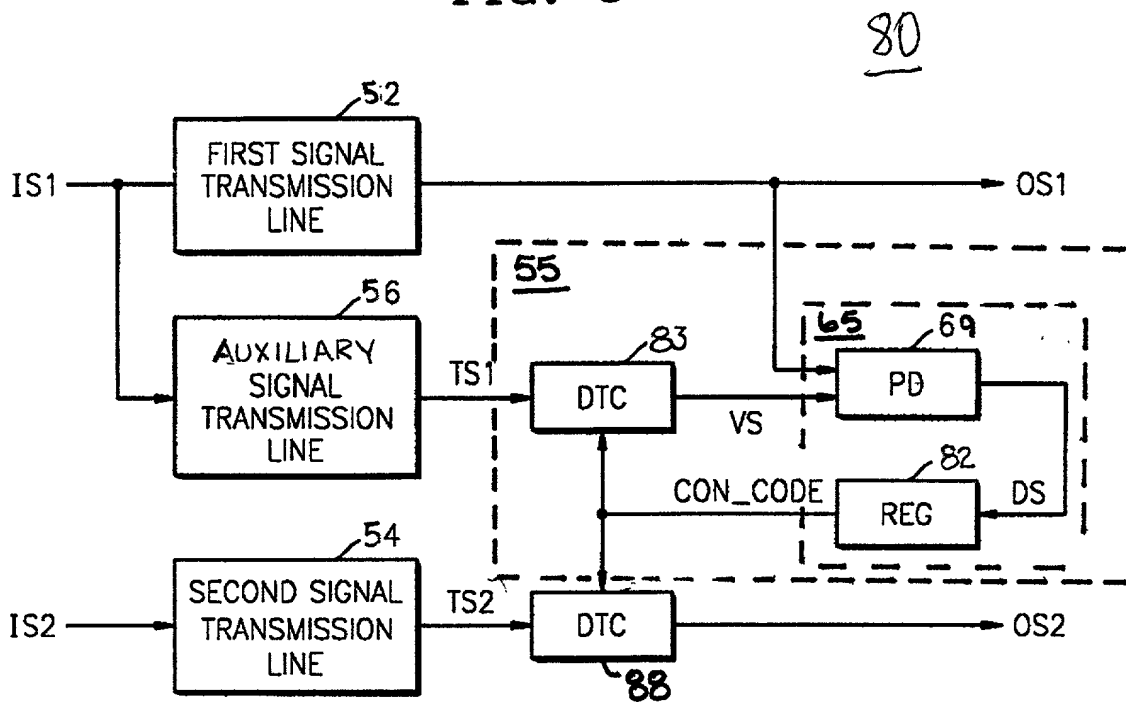 80
52
FIRST SIGNAL
TRANSMISSION
LINE
IS1
OS1
55
56
AUXILIARY
SIGNAL
TRANSMISSION
LINE
TS1
83
DTC
VS
65
69
PD
82
REG
DS
CON_CODE
54
SECOND SIGNAL
TRANSMISSION
LINE
IS2
TS2
DTC
88
OS2